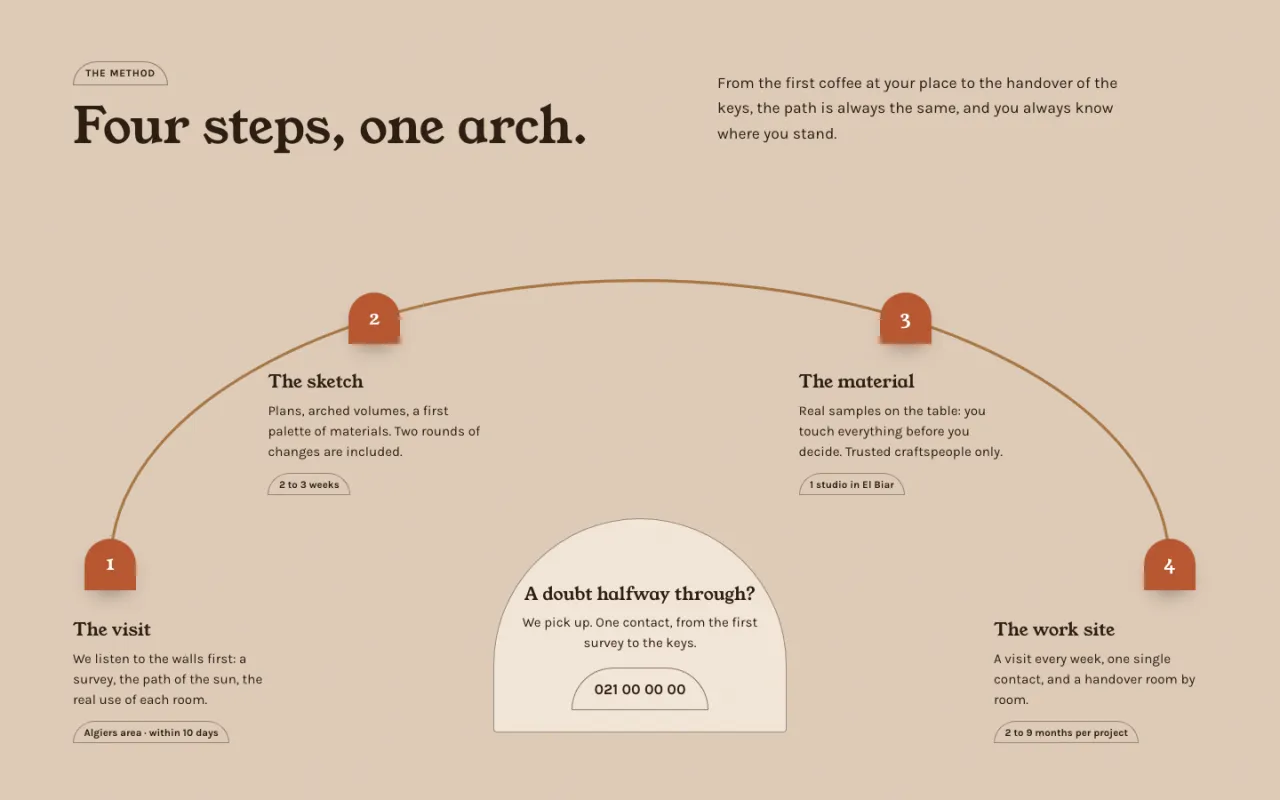 THE METHOD
Four steps, one arch.
From the first coffee at your place to the handover of the
keys, the path is always the same, and you always know
where you stand.
1
The visit
We listen to the walls first: a
survey, the path of the sun, the
real use of each room.
Algiers area · within 10 days
2
The sketch
Plans, arched volumes, a first
palette of materials. Two rounds of
changes are included.
2 to 3 weeks
3
The material
Real samples on the table: you
touch everything before you
decide. Trusted craftspeople only.
1 studio in El Biar
4
The work site
A visit every week, one single
contact, and a handover room by
room.
2 to 9 months per project
A doubt halfway through?
We pick up. One contact, from the first
survey to the keys.
021 00 00 00